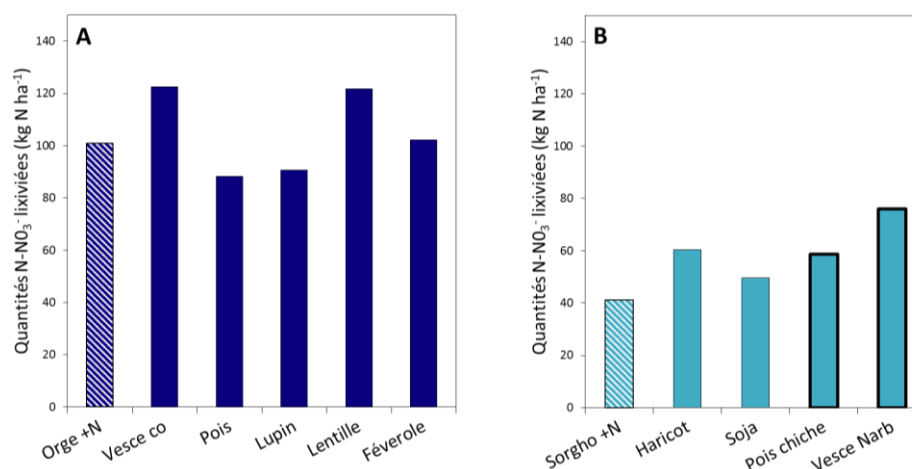 A
Quantités N-N03- lixiviées (kg N ha-1)
140
120
100
80
60
40
20
0
Orge +N
Vesce co
Pois
Lupin
Lentille
Féverole
B
Quantités N-N03- lixiviées (kg N ha-1)
140
120
100
80
60
40
20
0
Sorgho +N
Haricot
Soja
Pois chiche
Vesce Narb